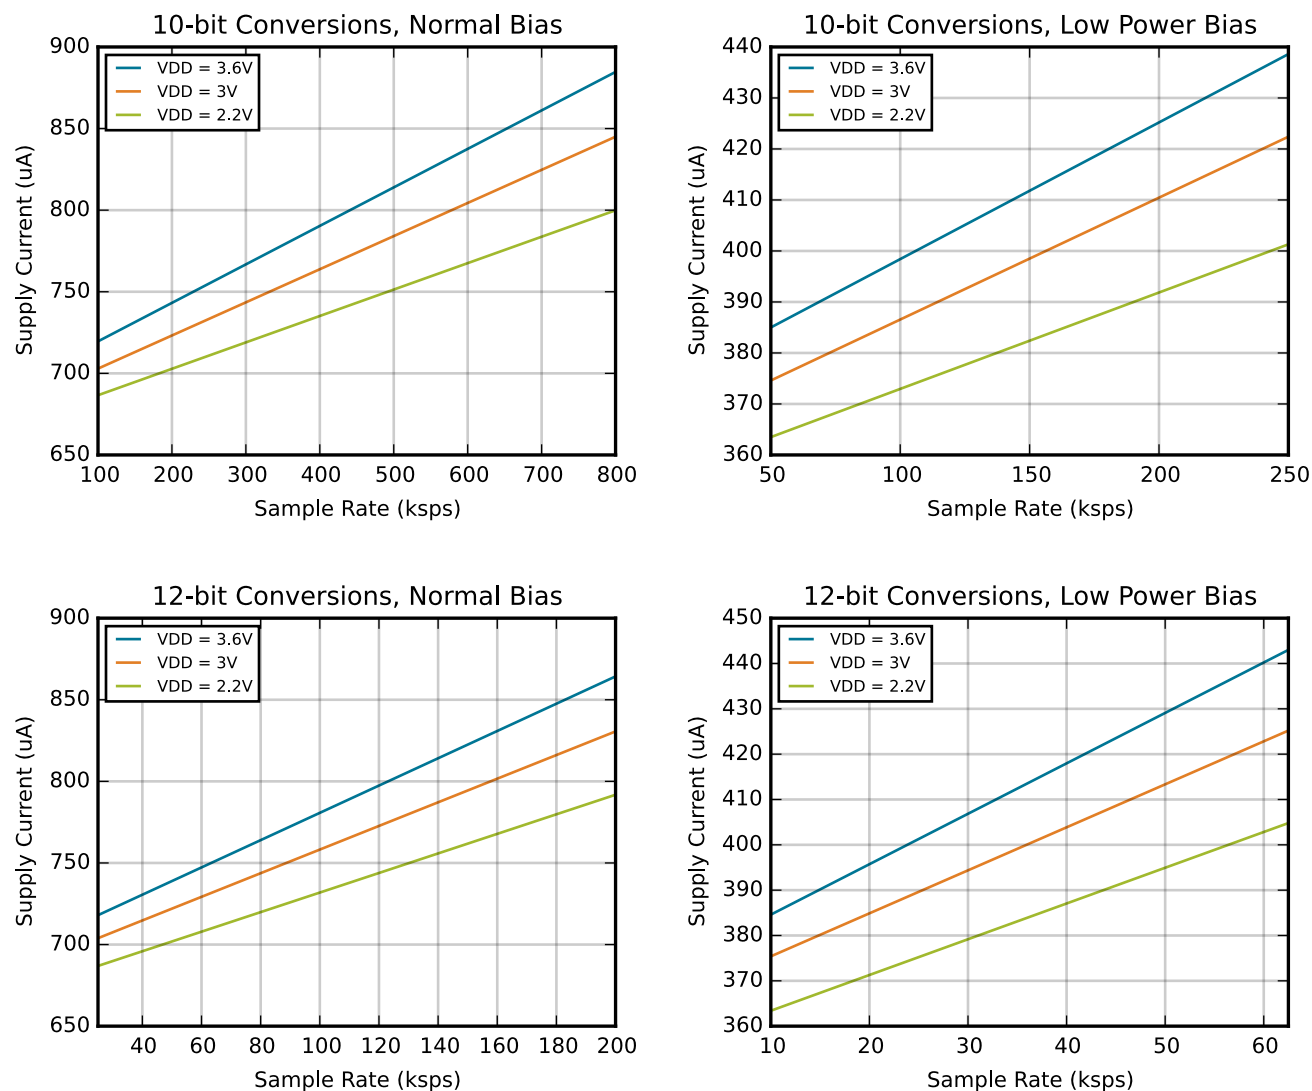 10-bit Conversions, Normal Bias
900
850
800
750
700
650
Supply Current (uA)
VDD = 3.6V
VDD = 3V
VDD = 2.2V
100 200 300 400 500 600 700 800
Sample Rate (ksps)
10-bit Conversions, Low Power Bias
440
430
420
410
400
390
380
370
360
Supply Current (uA)
VDD = 3.6V
VDD = 3V
VDD = 2.2V
50 100 150 200 250
Sample Rate (ksps)
12-bit Conversions, Normal Bias
900
850
800
750
700
650
Supply Current (uA)
VDD = 3.6V
VDD = 3V
VDD = 2.2V
40 60 80 100 120 140 160 180 200
Sample Rate (ksps)
12-bit Conversions, Low Power Bias
450
440
430
420
410
400
390
380
370
360
Supply Current (uA)
VDD = 3.6V
VDD = 3V
VDD = 2.2V
10 20 30 40 50 60
Sample Rate (ksps)